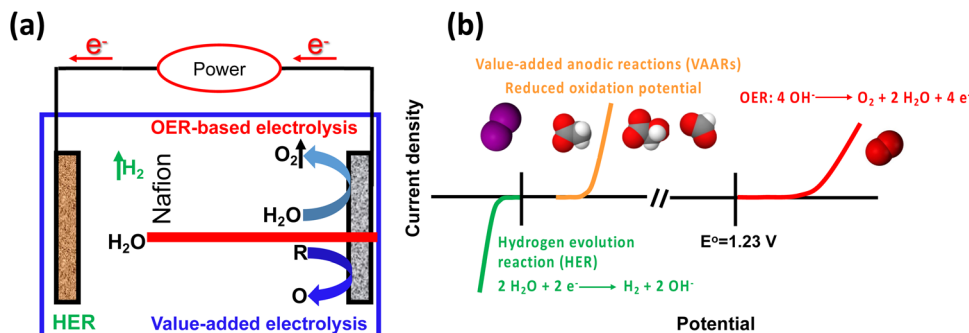 (a)
e⁻
e⁻
Power
OER-based electrolysis
O₂
H₂
Nafion
H₂O
H₂O
R
O
HER
Value-added electrolysis
(b)
Value-added anodic reactions (VAARs)
Reduced oxidation potential
OER: 4 OH⁻ → O₂ + 2 H₂O + 4 e⁻
Current density
E°=1.23 V
Hydrogen evolution
reaction (HER)
2 H₂O + 2 e⁻ → H₂ + 2 OH⁻
Potential